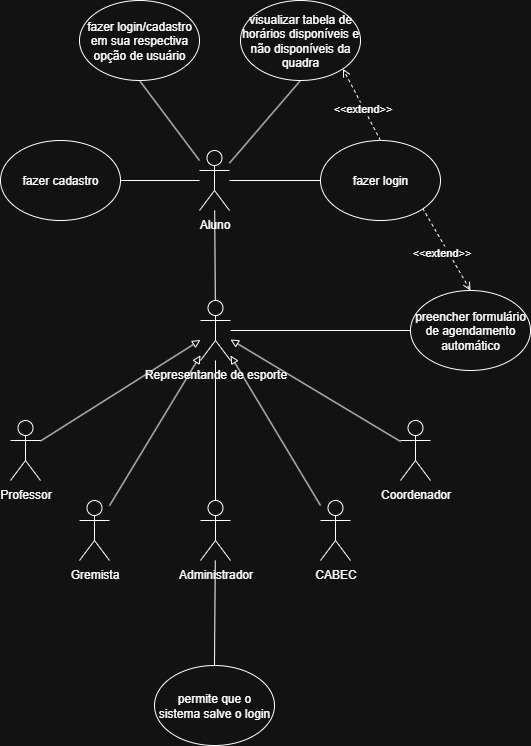 fazer login/cadastro
em sua respectiva
opção de usuário
visualizar tabela de
horários disponíveis e
não disponíveis da
quadra
<<extend>>
fazer cadastro
fazer login
Aluno
<<extend>>
preencher formulário
de agendamento
automático
Representande de esporte
Professor
Coordenador
Gremista
Administrador
CABEC
permite que o
sistema salve o login